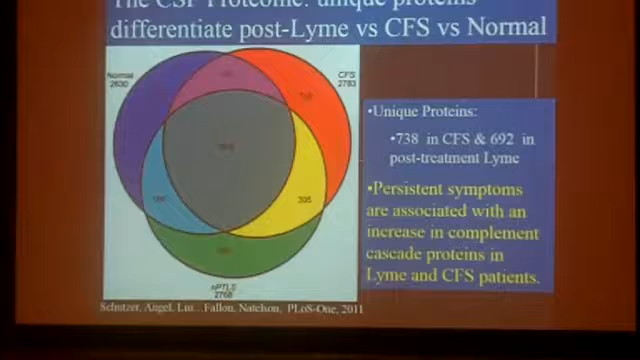 The CSF Proteome: unique proteins
differentiate post-Lyme vs CFS vs Normal
Normal
2630
CFS
2783
305
nPTLS
2768
•Unique Proteins:
•738 in CFS & 692 in
post-treatment Lyme
•Persistent symptoms
are associated with an
increase in complement
cascade proteins in
Lyme and CFS patients.
Schutzer, Angel, Liu... Fallon, Natelson, PLoS-One, 2011